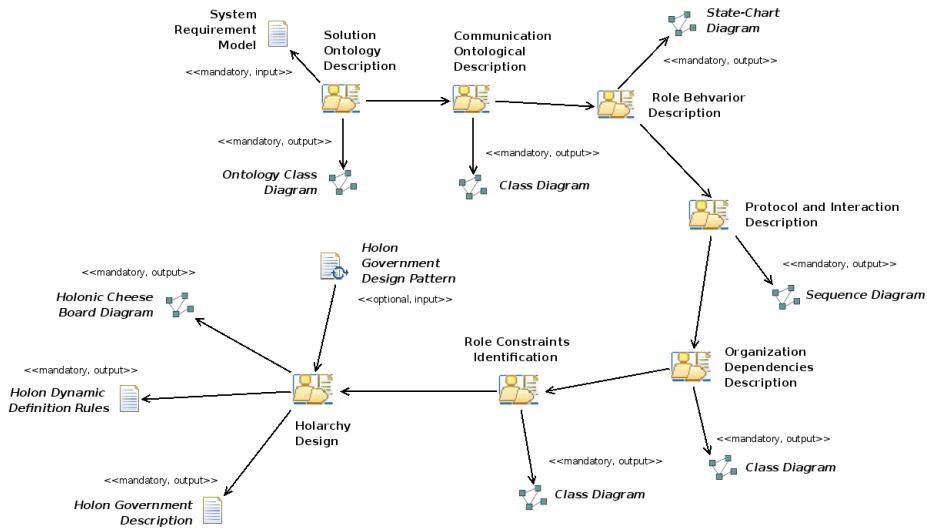 System
Requirement
Model
<<mandatory, input>>
Solution
Ontology
Description
Communication
Ontological
Description
State-Chart
Diagram
<<mandatory, output>>
Role Behvarior
Description
<<mandatory, output>>
Ontology Class
Diagram
<<mandatory, output>>
Class Diagram
Protocol and Interaction
Description
<<mandatory, output>>
Sequence Diagram
Holon
Government
Design Pattern
<<optional, input>>
<<mandatory, output>>
Holonic Cheese
Board Diagram
Role Constraints
Identification
Organization
Dependencies
Description
<<mandatory, output>>
Holon Dynamic
Definition Rules
Holarchy
Design
<<mandatory, output>>
Class Diagram
<<mandatory, output>>
Class Diagram
<<mandatory, output>>
Holon Government
Description